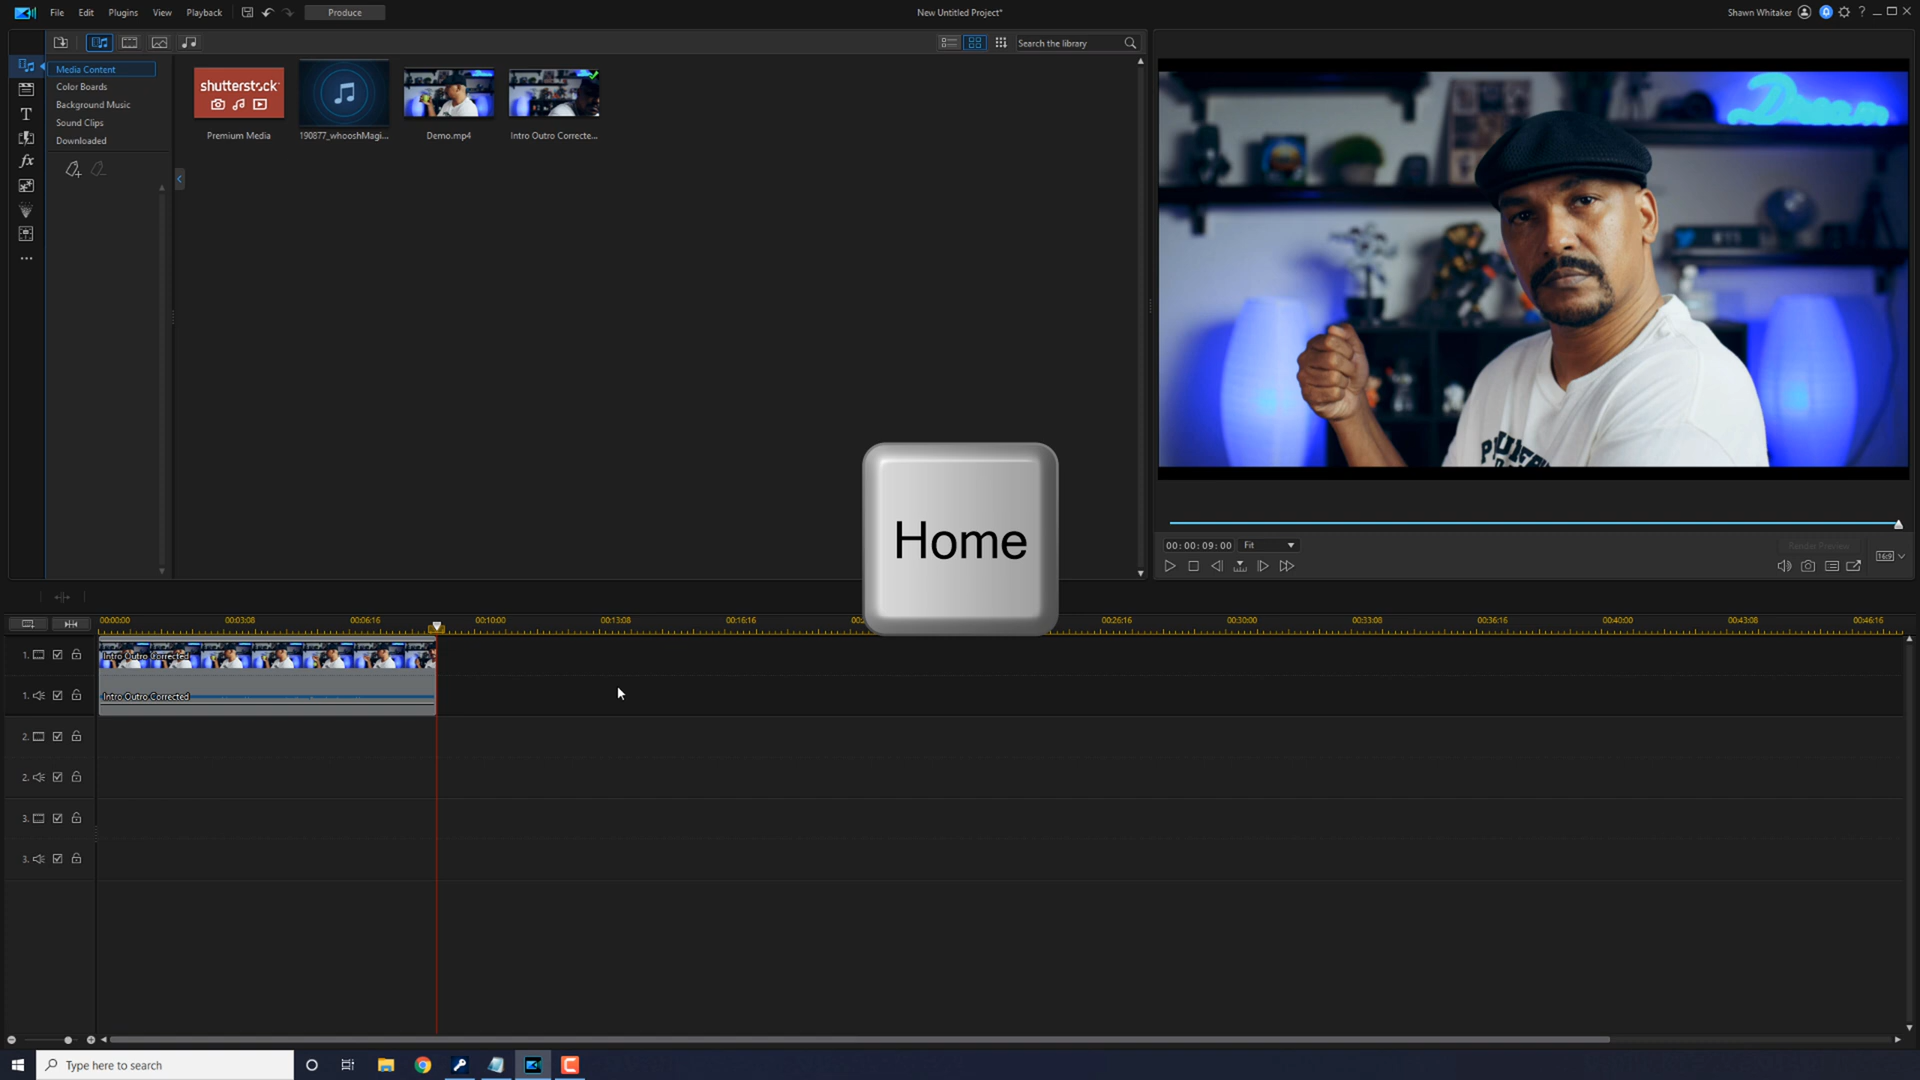 File Edit Plugins View Playback Produce New Untitled Project* Shawn Whitaker ?
Search the library
Media Content
Color Boards
Background Music
Sound Clips
Downloaded
T
fx
shutterstock
Premium Media
190877_whooshMagi...
Demo.mp4
Intro Outro Correcte...
Dream
Home
00:00:09:00 Fit
Render Preview
16:9
00:00:00 00:03:08 00:06:16 00:10:00 00:13:08 00:16:16 00:26:16 00:30:00 00:33:08 00:36:16 00:40:00 00:43:08 00:46:16
1. Intro Outro Corrected
1. Intro Outro Corrected
2.
2.
3.
3.
Type here to search